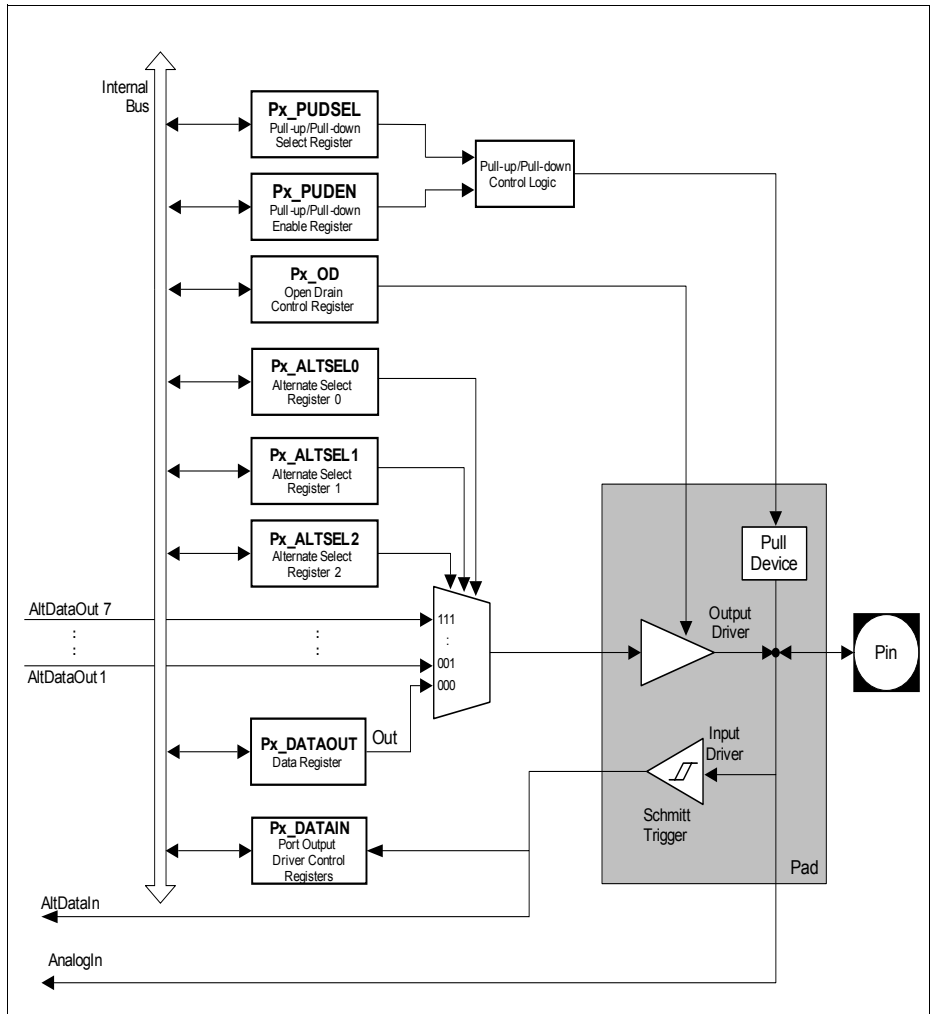 Internal
Bus
Px_PUDSEL
Pull-up/Pull-down
Select Register
Pull-up/Pull-down
Control Logic
Px_PUDEN
Pull-up/Pull-down
Enable Register
Px_OD
Open Drain
Control Register
Px_ALTSEL0
Alternate Select
Register 0
Px_ALTSEL1
Alternate Select
Register 1
Px_ALTSEL2
Alternate Select
Register 2
Pull
Device
AltDataOut 7
:
:
AltDataOut 1
:
:
111
:
001
000
Output
Driver
Pin
Px_DATAOUT
Data Register
Out
Input
Driver
Schmitt
Trigger
Px_DATAIN
Port Output
Driver Control
Registers
Pad
AltDataIn
AnalogIn